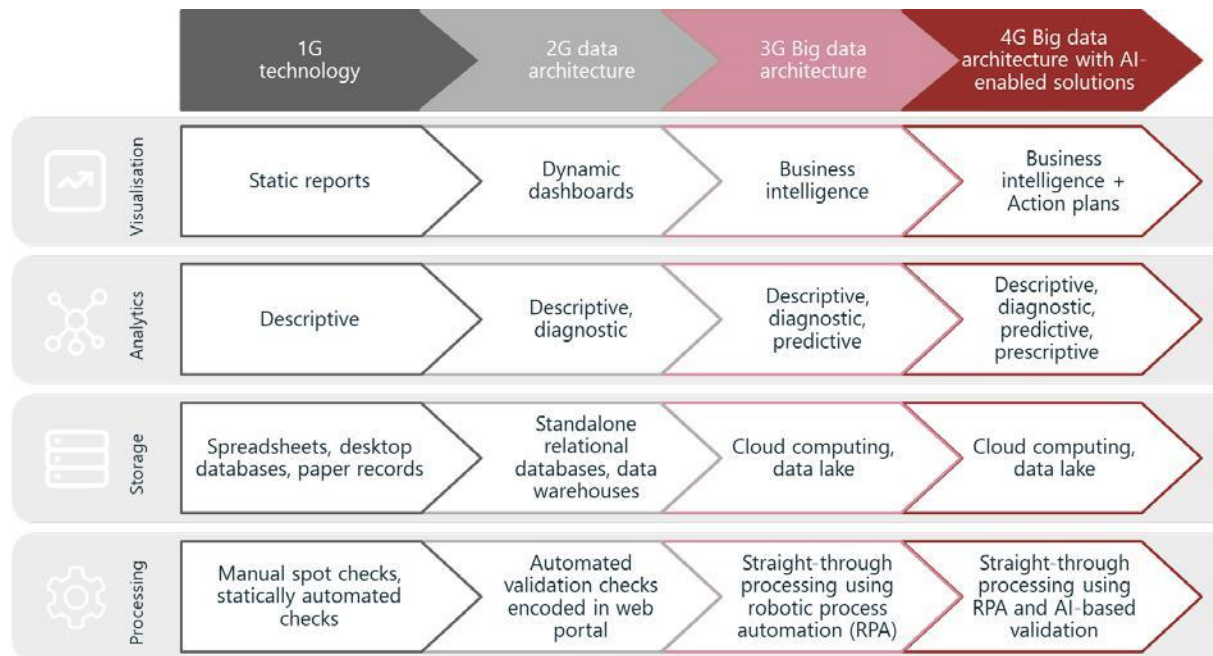 1G
technology
2G data
architecture
3G Big data
architecture
4G Big data
architecture with AI-
enabled solutions
Visualisation
Static reports
Dynamic
dashboards
Business
intelligence
Business
intelligence +
Action plans
Analytics
Descriptive
Descriptive,
diagnostic
Descriptive,
diagnostic,
predictive
Descriptive,
diagnostic,
predictive,
prescriptive
Storage
Spreadsheets, desktop
databases, paper records
Standalone
relational
databases, data
warehouses
Cloud computing,
data lake
Cloud computing,
data lake
Processing
Manual spot checks,
statically automated
checks
Automated
validation checks
encoded in web
portal
Straight-through
processing using
robotic process
automation (RPA)
Straight-through
processing using
RPA and AI-based
validation